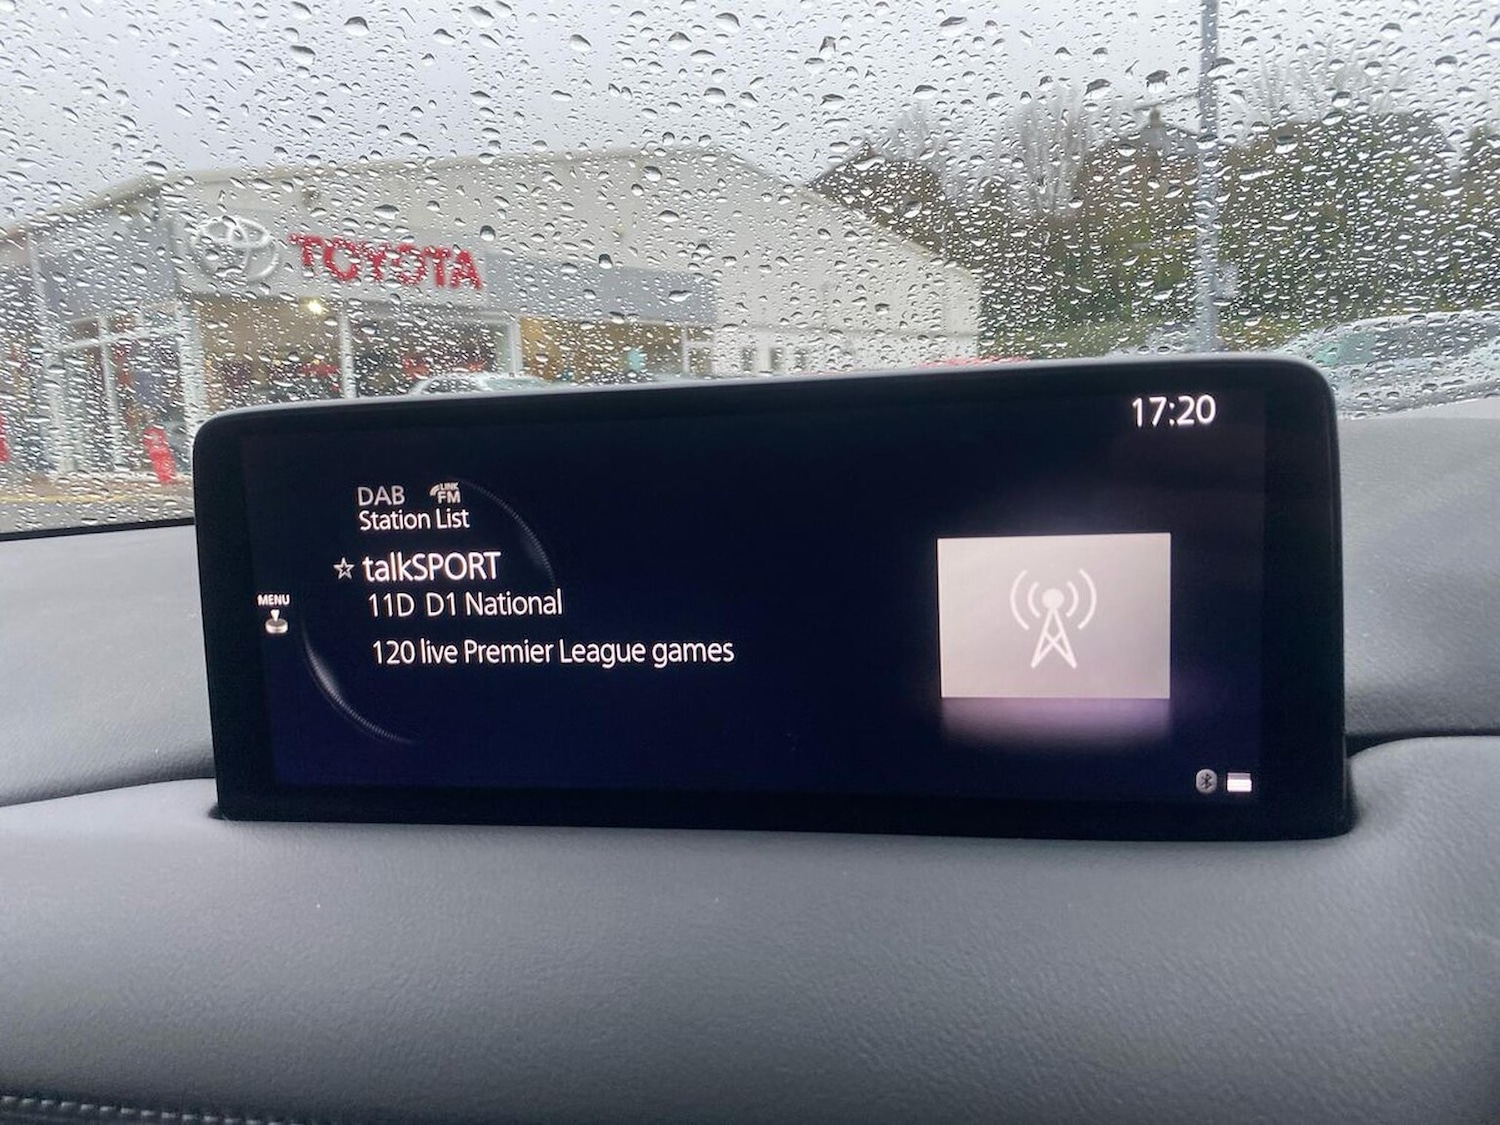 TOYOTA
17:20
DAB LINK FM
Station List
☆ talkSPORT
11D D1 National
MENU
120 live Premier League games